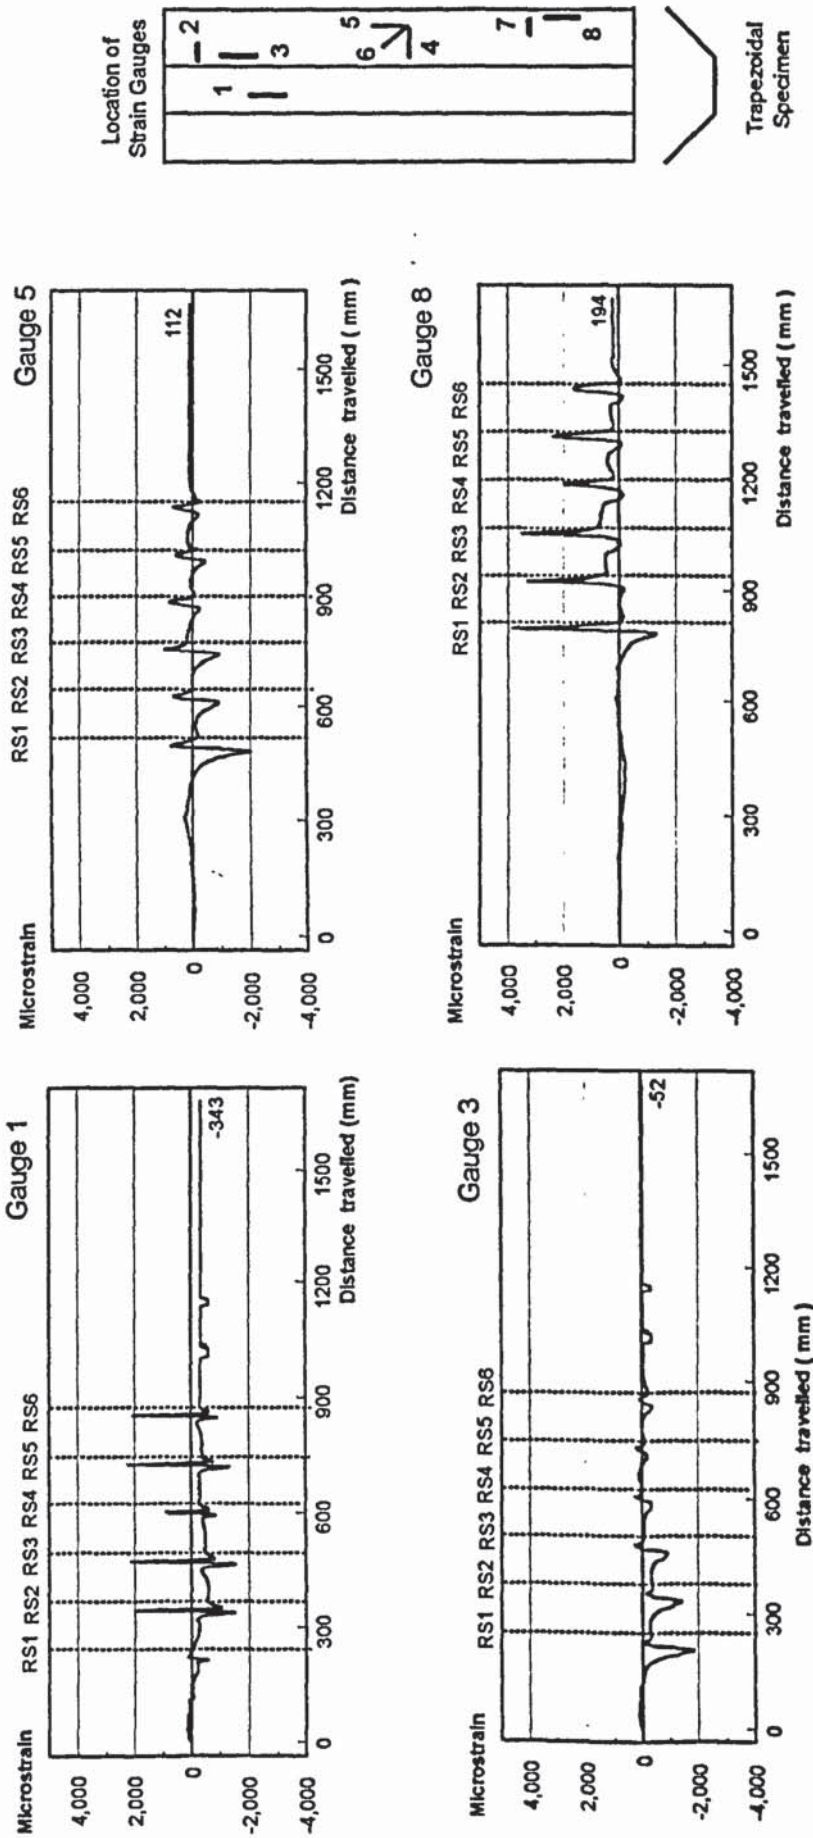 Gauge 1
Microstrain
RS1 RS2 RS3 RS4 RS5 RS6
4,000
2,000
0
-2,000
-4,000
-343
0 300 600 900 1200 1500
Distance travelled (mm)
Gauge 5
Microstrain
RS1 RS2 RS3 RS4 RS5 RS6
4,000
2,000
0
-2,000
-4,000
112
0 300 600 900 1200 1500
Distance travelled ( mm )
Location of
Strain Gauges
1
2
3
4
5
6
7
8
Trapezoidal
Specimen
Gauge 3
Microstrain
RS1 RS2 RS3 RS4 RS5 RS6
4,000
2,000
0
-2,000
-4,000
-52
0 300 600 900 1200 1500
Distance travelled ( mm )
Gauge 8
Microstrain
RS1 RS2 RS3 RS4 RS5 RS6
4,000
2,000
0
-2,000
-4,000
194
0 300 600 900 1200 1500
Distance travelled ( mm )